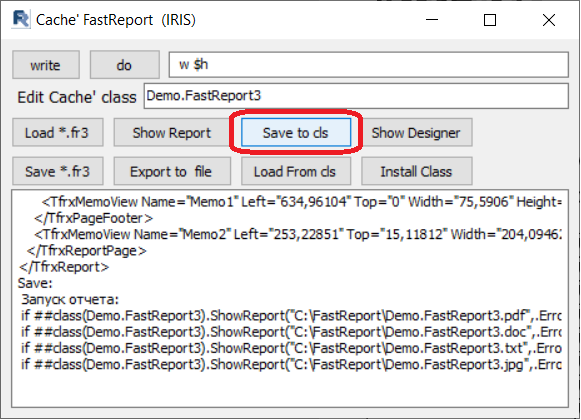 Cache' FastReport (IRIS)
write do w $h
Edit Cache' class Demo.FastReport3
Load *.fr3 Show Report Save to cls Show Designer
Save *.fr3 Export to file Load From cls Install Class
<TfrxMemoView Name="Memo1" Left="634,96104" Top="0" Width="75,5906" Height=
</TfrxPageFooter>
<TfrxMemoView Name="Memo2" Left="253,22851" Top="15,11812" Width="204,09462
</TfrxReportPage>
</TfrxReport>
Save:
Запуск отчета:
if ##class(Demo.FastReport3).ShowReport("C:\FastReport\Demo.FastReport3.pdf",.Erro
if ##class(Demo.FastReport3).ShowReport("C:\FastReport\Demo.FastReport3.doc",.Erro
if ##class(Demo.FastReport3).ShowReport("C:\FastReport\Demo.FastReport3.txt",.Erro
if ##class(Demo.FastReport3).ShowReport("C:\FastReport\Demo.FastReport3.jpg",.Erro